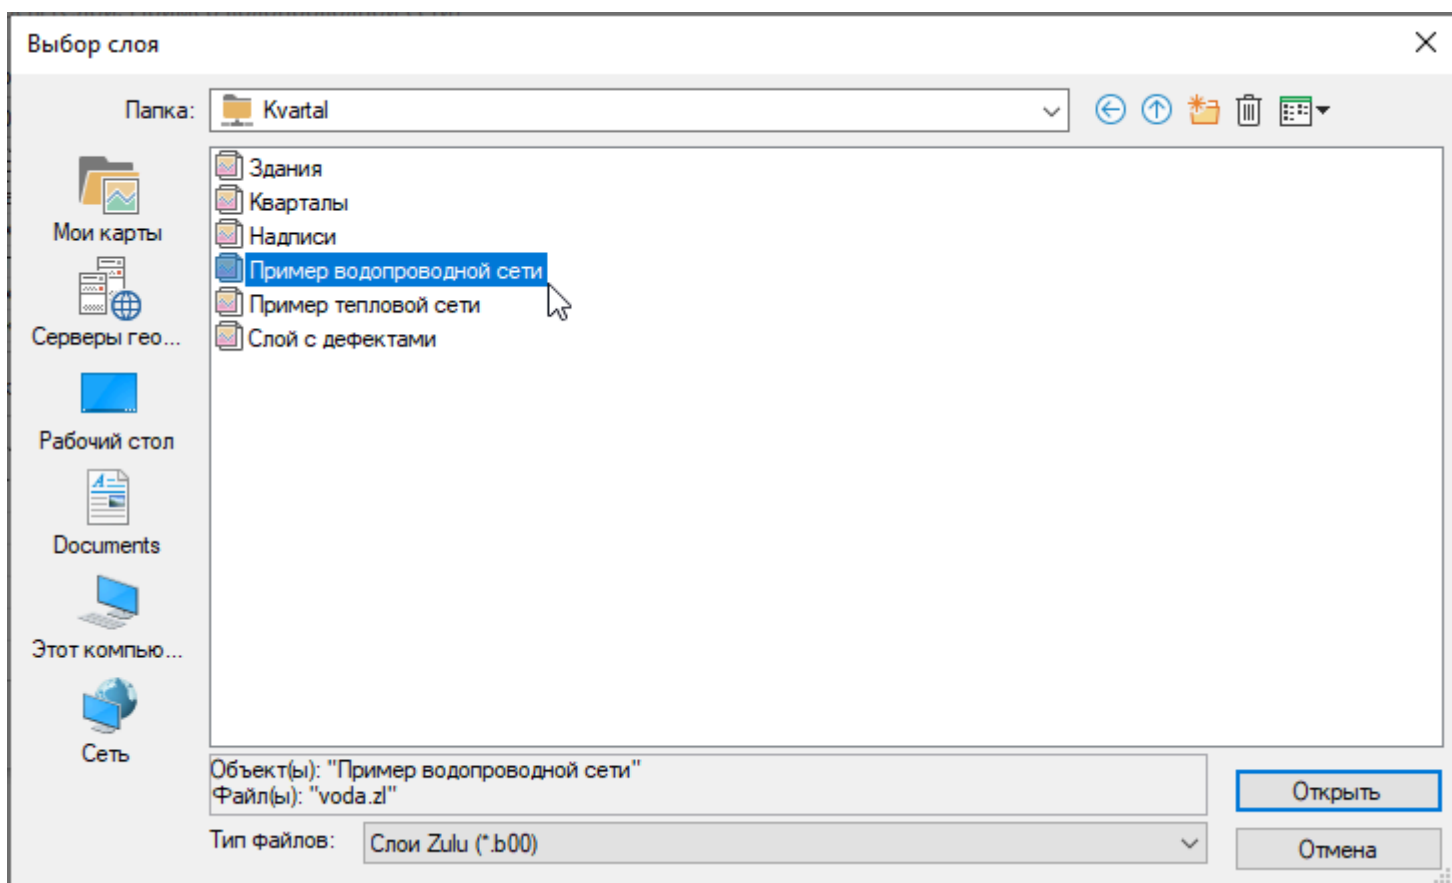 Выбор слоя
Папка: Kvartal
Здания
Кварталы
Надписи
Пример водопроводной сети
Пример тепловой сети
Слой с дефектами
Мои карты
Серверы гео...
Рабочий стол
Documents
Этот компью...
Сеть
Объект(ы): "Пример водопроводной сети"
Файл(ы): "voda.zl"
Открыть
Тип файлов: Слои Zulu (*.b00)
Отмена